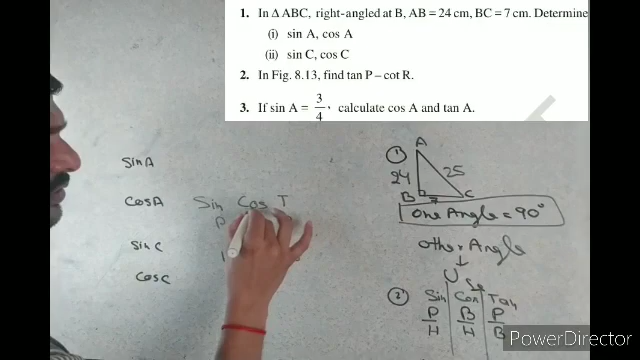 1. In Δ ABC, right-angled at B, AB = 24 cm, BC = 7 cm. Determine
(i) sin A, cos A
(ii) sin C, cos C
2. In Fig. 8.13, find tan P – cot R.
3. If sin A = 3/4, calculate cos A and tan A.
SinA
CosA
Sin C
Cos C
Sin Cos T
P
1
A
24 25
B 7 C
One Angle = 90°
other Angle
↓
2
Sin Cos Tan
P B P
H H B
POWERDIRECTOR